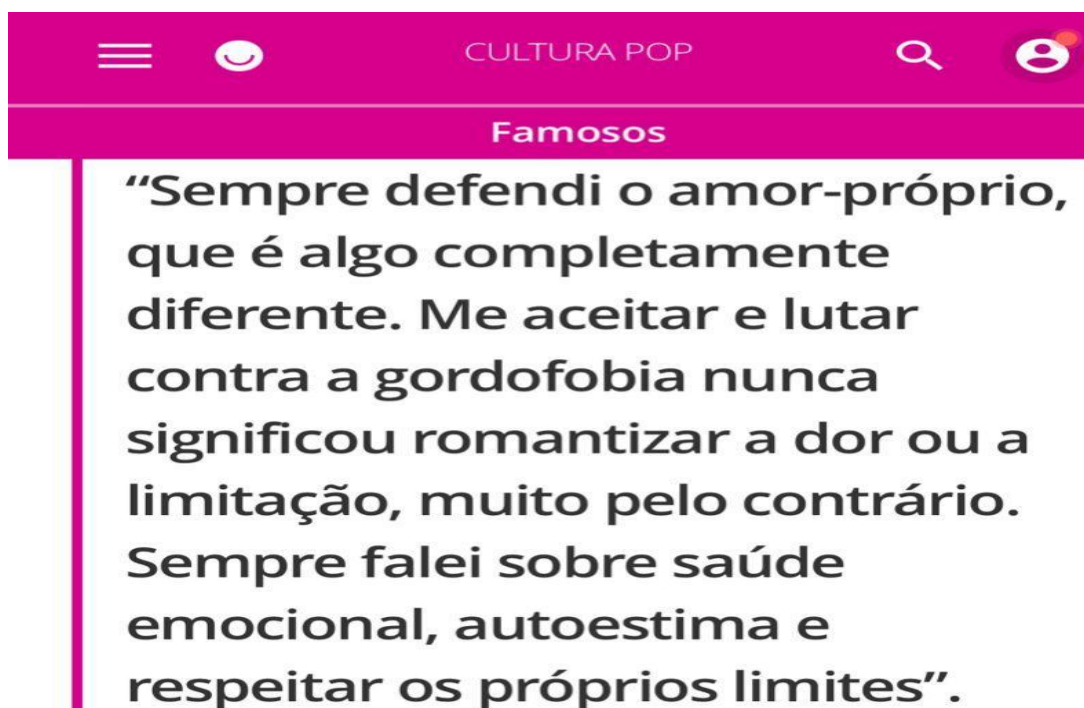 CULTURA POP
Famosos
“Sempre defendi o amor-próprio,
que é algo completamente
diferente. Me aceitar e lutar
contra a gordofobia nunca
significou romantizar a dor ou a
limitação, muito pelo contrário.
Sempre falei sobre saúde
emocional, autoestima e
respeitar os próprios limites”.